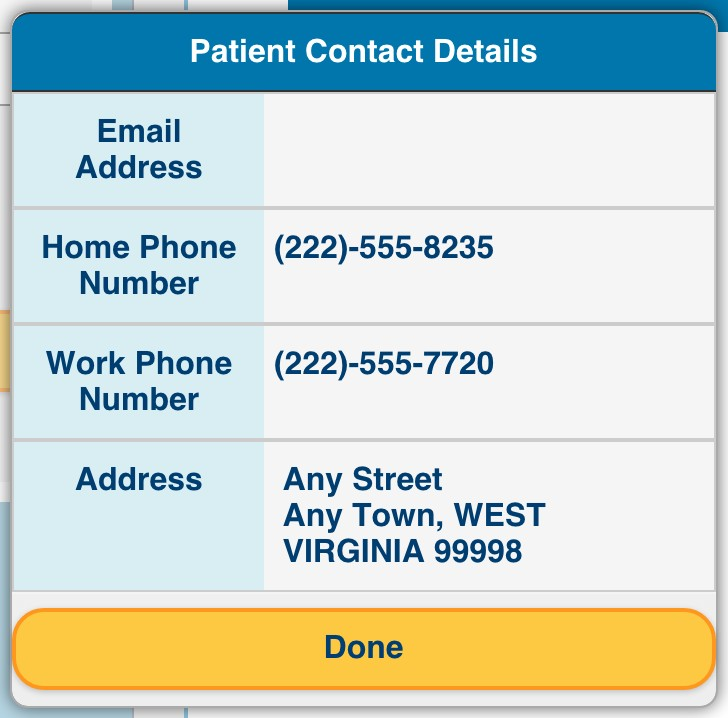 Patient Contact Details
Email
Address
Home Phone
Number
(222)-555-8235
Work Phone
Number
(222)-555-7720
Address
Any Street
Any Town, WEST
VIRGINIA 99998
Done